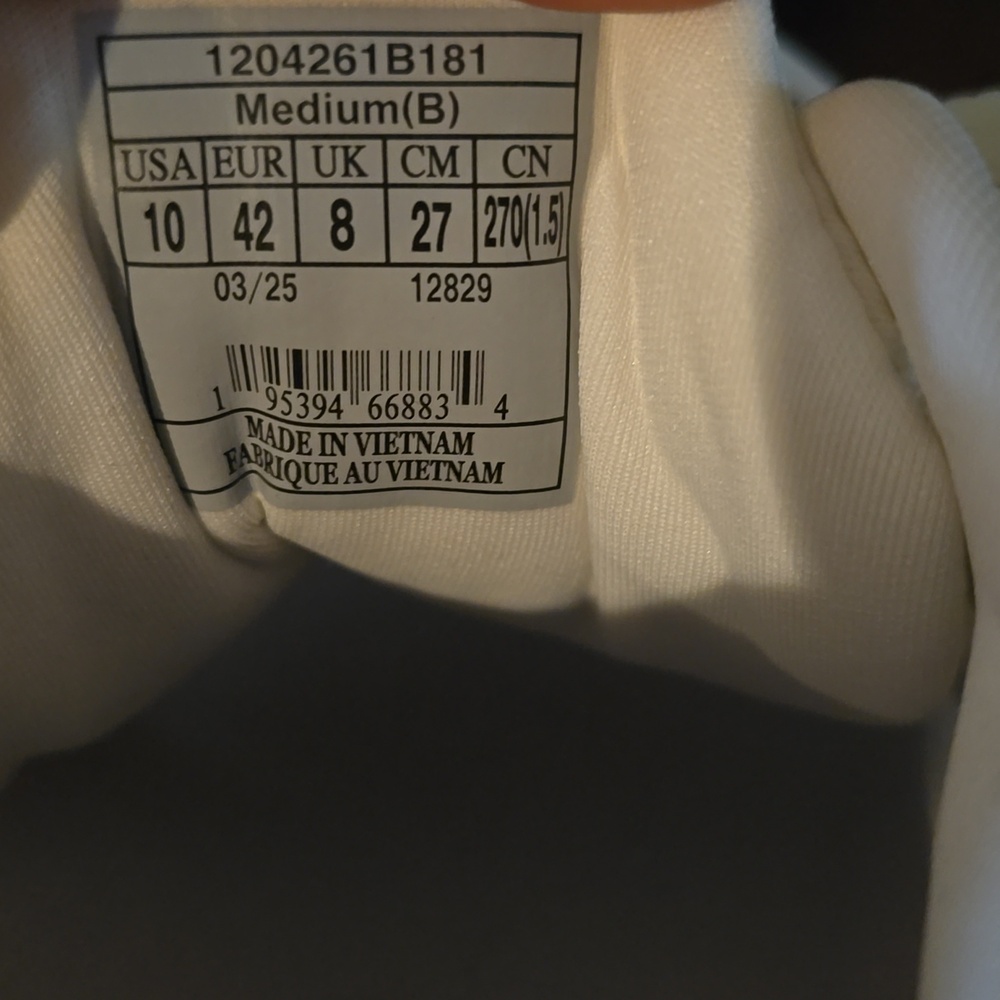 1204261B181
Medium(B)
USA EUR UK CM CN
10 42 8 27 270(1.5)
03/25 12829
1 95394 66883 4
MADE IN VIETNAM
FABRIQUE AU VIETNAM